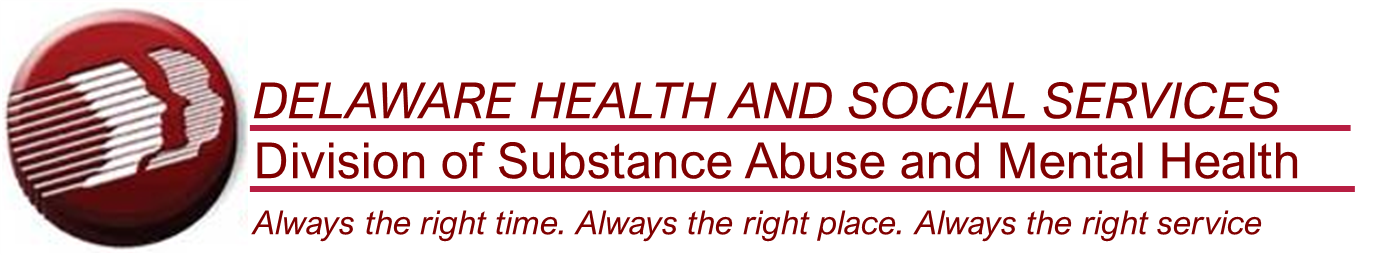 DELAWARE HEALTH AND SOCIAL SERVICES
Division of Substance Abuse and Mental Health
Always the right time. Always the right place. Always the right service